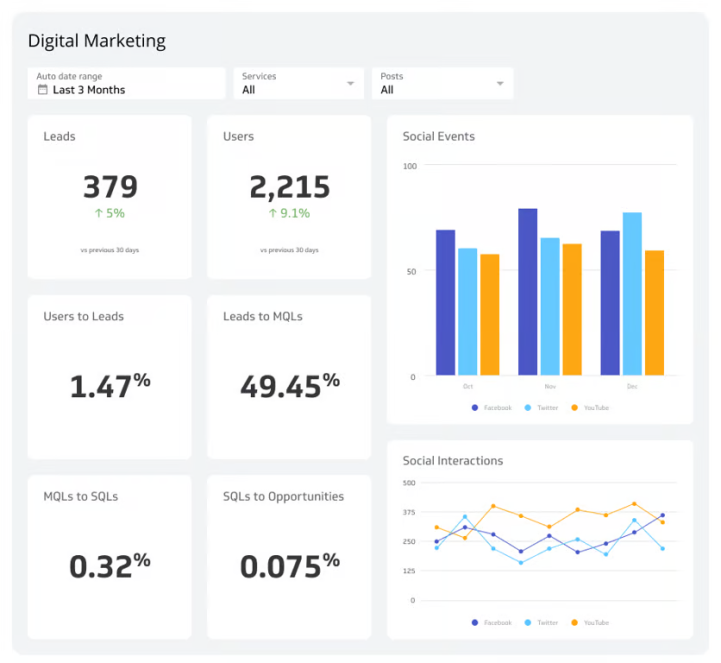 Digital Marketing
Auto date range
Last 3 Months
Services
All
Posts
All
Leads
379
↑ 5%
vs previous 30 days
Users
2,215
↑ 9.1%
vs previous 30 days
Users to Leads
1.47%
Leads to MQLs
49.45%
MQLs to SQLs
0.32%
SQLs to Opportunities
0.075%
Social Events
100
50
0
Oct Nov Dec
Facebook Twitter YouTube
Social Interactions
500
375
250
125
0
Facebook Twitter YouTube